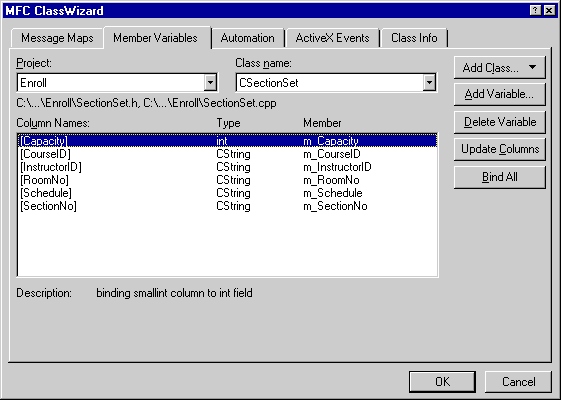 MFC ClassWizard
Message Maps Member Variables Automation ActiveX Events Class Info
Project: Class name:
Enroll CSectionSet
Add Class...
C:\...\Enroll\SectionSet.h, C:\...\Enroll\SectionSet.cpp
Add Variable...
Column Names: Type Member
Delete Variable
[Capacity] int m_Capacity
[CourseID] CString m_CourseID
Update Columns
[InstructorID] CString m_InstructorID
[RoomNo] CString m_RoomNo
Bind All
[Schedule] CString m_Schedule
[SectionNo] CString m_SectionNo
Description: binding smallint column to int field
OK Cancel